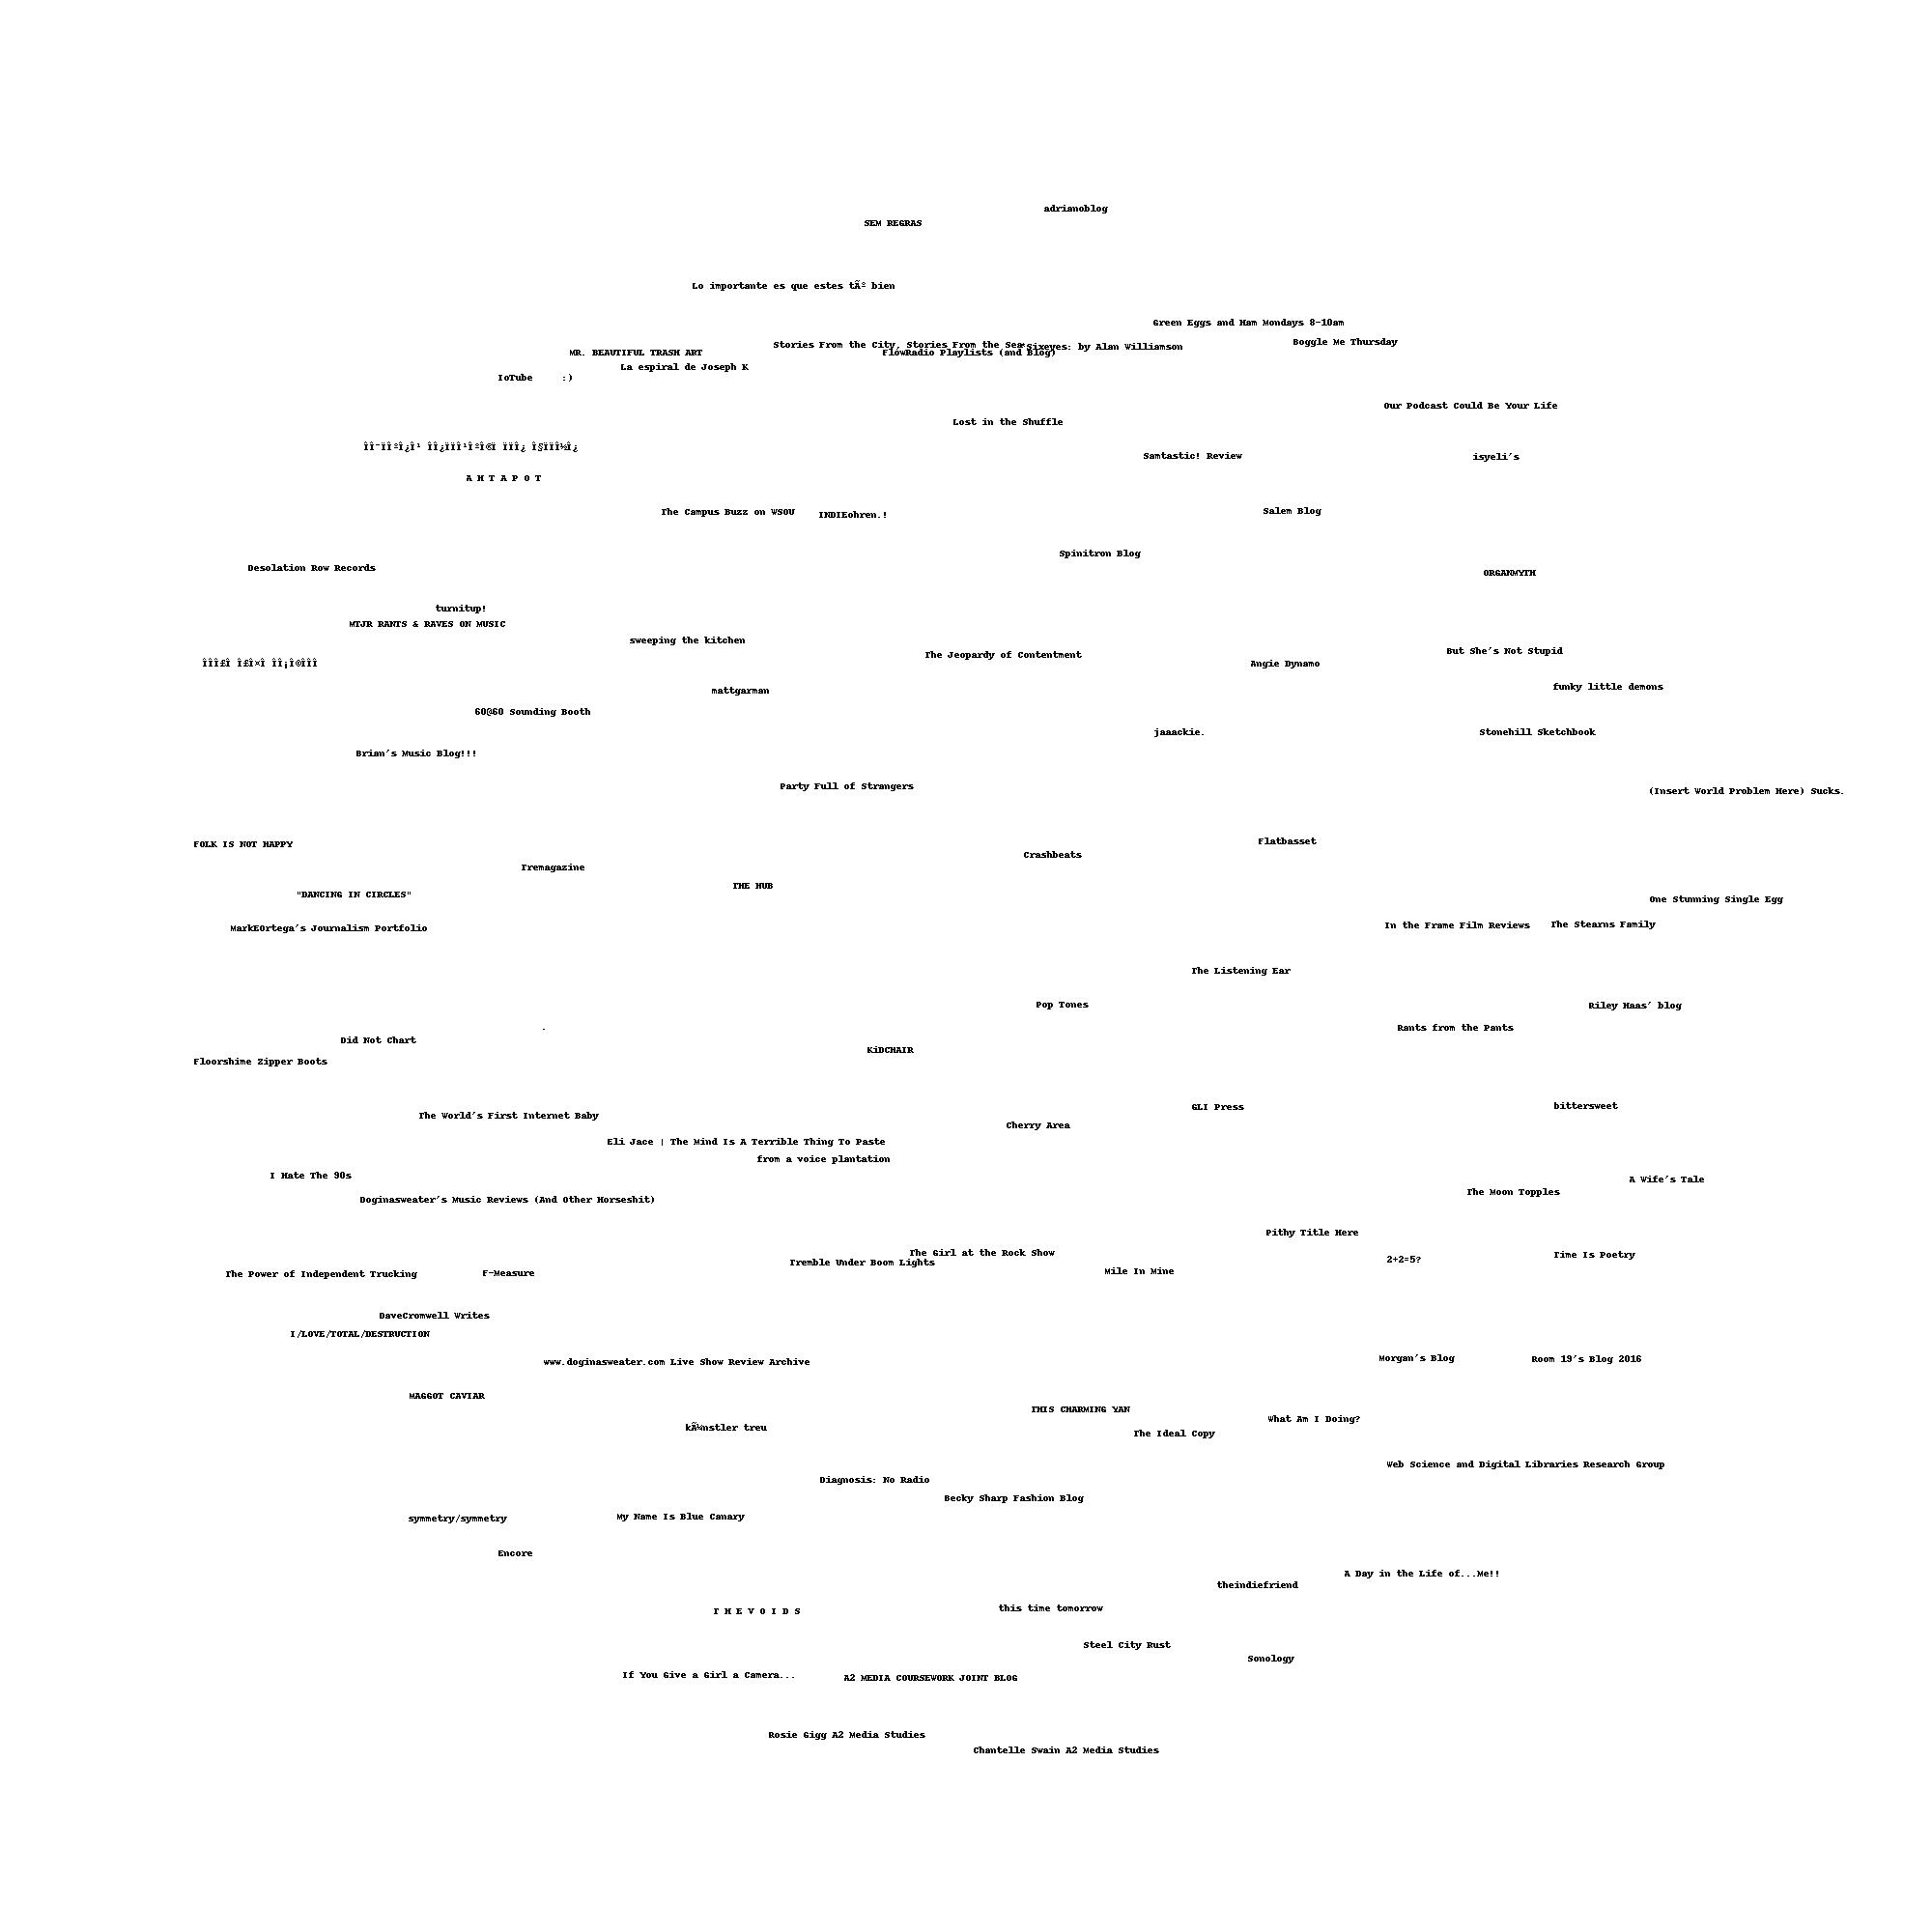 adrianoblog
SEM REGRAS
Lo importante es que estes tÃº bien
Green Eggs and Ham Mondays 8-10am
Boggle Me Thursday
Stories From the City, Stories From the Sea
*Sixeyes: by Alan Williamson
MR. BEAUTIFUL TRASH ART
FlowRadio Playlists (and Blog)
La espiral de Joseph K
IoTube     :)
Our Podcast Could Be Your Life
Lost in the Shuffle
Samtastic! Review
isyeli's
A H T A P O T
The Campus Buzz on WSOU
INDIEohren.!
Salem Blog
Spinitron Blog
Desolation Row Records
ORGANMYTH
turnitup!
MTJR RANTS & RAVES ON MUSIC
sweeping the kitchen
The Jeopardy of Contentment
But She's Not Stupid
Angie Dynamo
funky little demons
mattgarman
60@60 Sounding Booth
jaaackie.
Stonehill Sketchbook
Brian's Music Blog!!!
Party Full of Strangers
(Insert World Problem Here) Sucks.
FOLK IS NOT HAPPY
Flatbasset
Crashbeats
Tremagazine
THE HUB
"DANCING IN CIRCLES"
One Stunning Single Egg
MarkEOrtega's Journalism Portfolio
In the Frame Film Reviews
The Stearns Family
The Listening Ear
Pop Tones
Riley Haas' blog
.
Rants from the Pants
Did Not Chart
KiDCHAIR
Floorshime Zipper Boots
The World's First Internet Baby
GLI Press
bittersweet
Cherry Area
Eli Jace | The Mind Is A Terrible Thing To Paste
from a voice plantation
I Hate The 90s
A Wife's Tale
Doginasweater's Music Reviews (And Other Horseshit)
The Moon Topples
Pithy Title Here
The Girl at the Rock Show
Tremble Under Boom Lights
2+2=5?
Time Is Poetry
The Power of Independent Trucking
F-Measure
Mile In Mine
DaveCromwell Writes
I/LOVE/TOTAL/DESTRUCTION
www.doginasweater.com Live Show Review Archive
Morgan's Blog
Room 19's Blog 2016
MAGGOT CAVIAR
THIS CHARMING YAN
What Am I Doing?
kÃ¼nstler treu
The Ideal Copy
Web Science and Digital Libraries Research Group
Diagnosis: No Radio
Becky Sharp Fashion Blog
symmetry/symmetry
My Name Is Blue Canary
Encore
A Day in the Life of...Me!!
theindiefriend
T H E V O I D S
this time tomorrow
Steel City Rust
Sonology
If You Give a Girl a Camera...
A2 MEDIA COURSEWORK JOINT BLOG
Rosie Gigg A2 Media Studies
Chantelle Swain A2 Media Studies